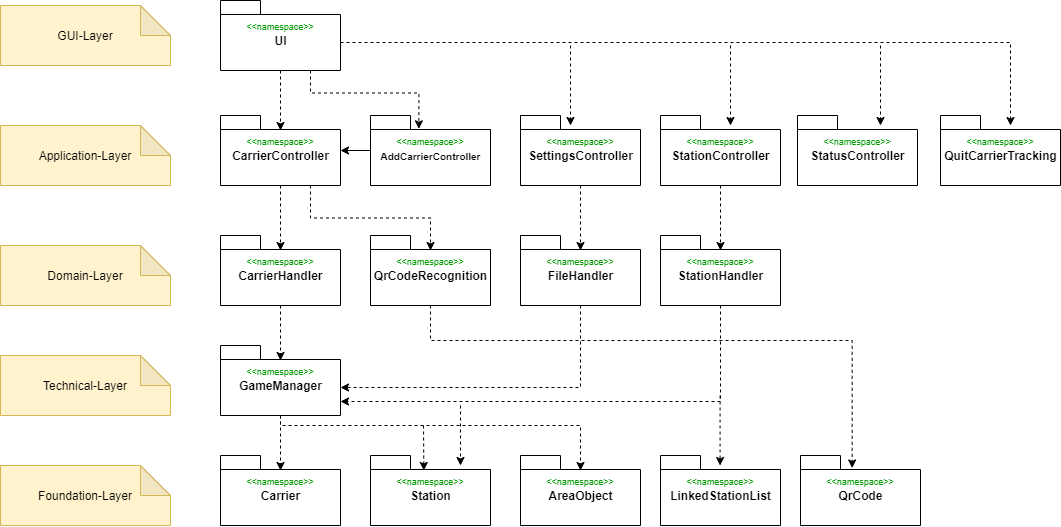 GUI-Layer
<<namespace>>
UI
Application-Layer
<<namespace>>
CarrierController
<<namespace>>
AddCarrierController
<<namespace>>
SettingsController
<<namespace>>
StationController
<<namespace>>
StatusController
<<namespace>>
QuitCarrierTracking
Domain-Layer
<<namespace>>
CarrierHandler
<<namespace>>
QrCodeRecognition
<<namespace>>
FileHandler
<<namespace>>
StationHandler
Technical-Layer
<<namespace>>
GameManager
Foundation-Layer
<<namespace>>
Carrier
<<namespace>>
Station
<<namespace>>
AreaObject
<<namespace>>
LinkedStationList
<<namespace>>
QrCode